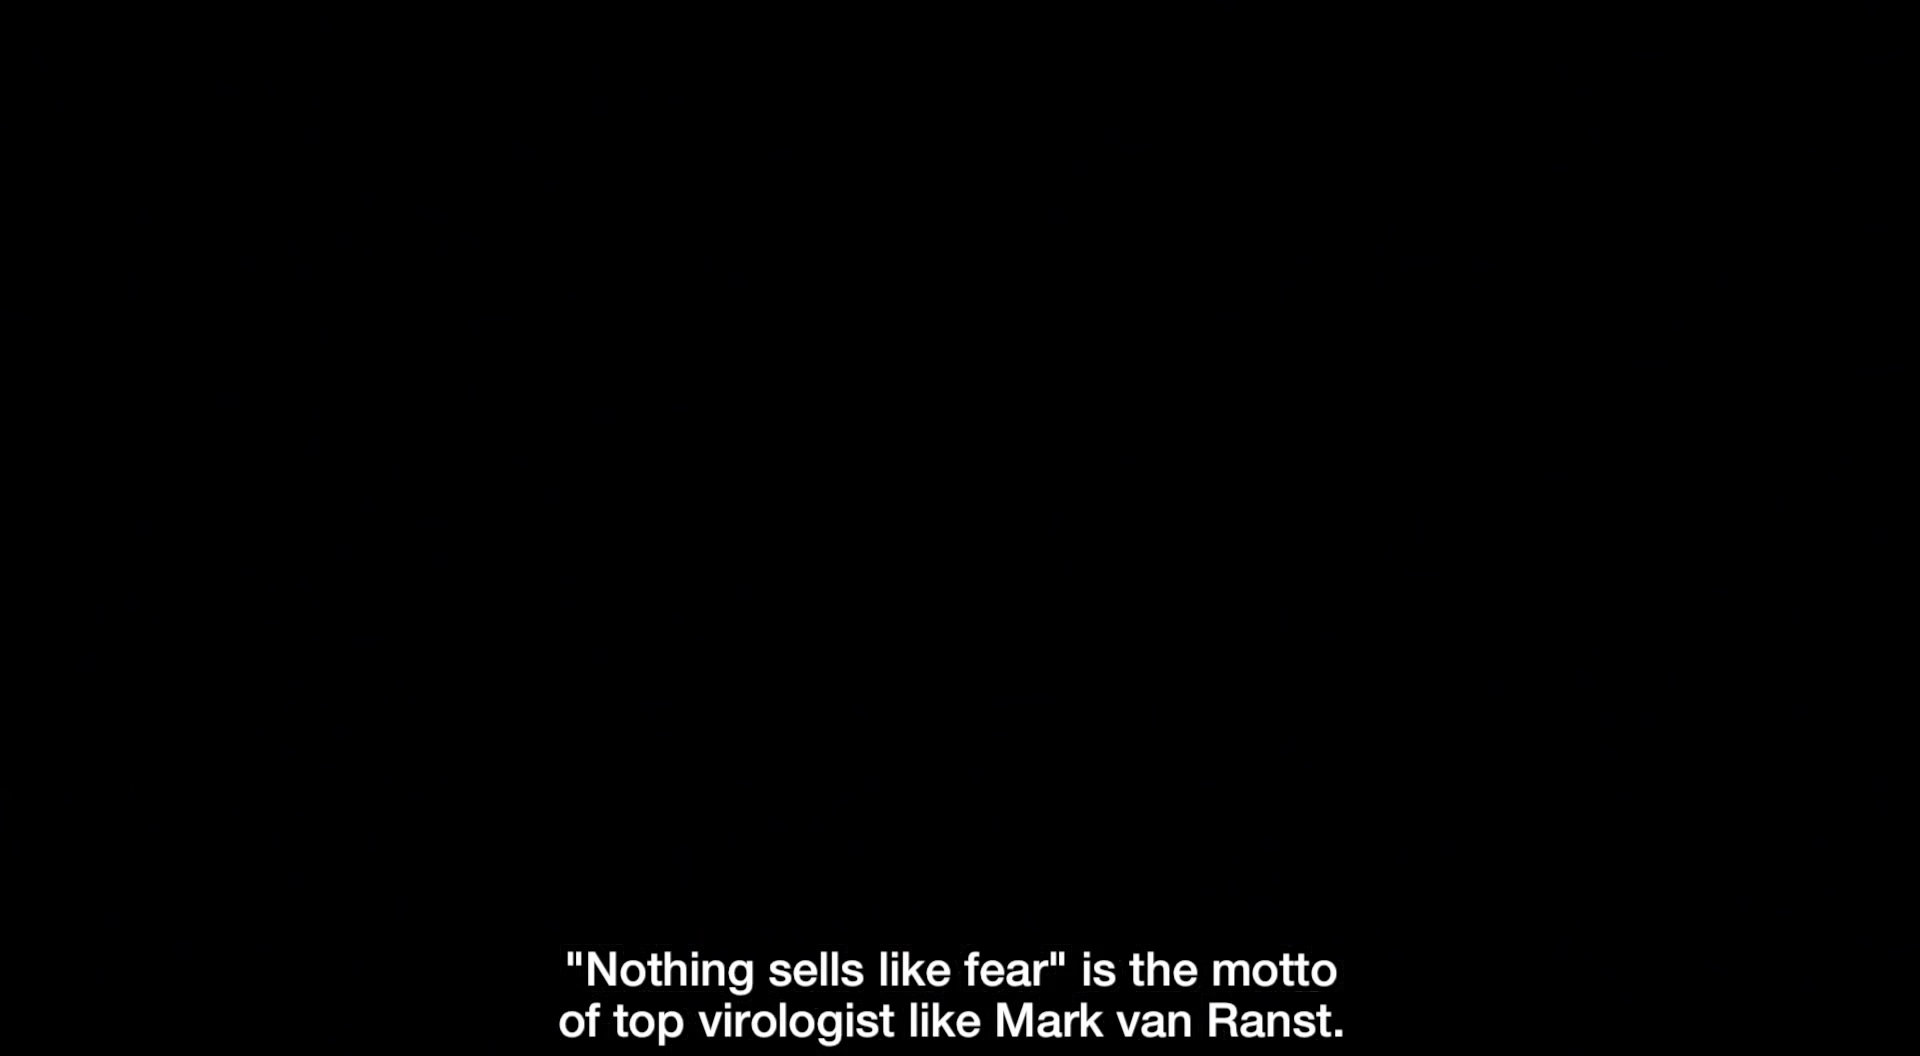 "Nothing sells like fear" is the motto
of top virologist like Mark van Ranst.